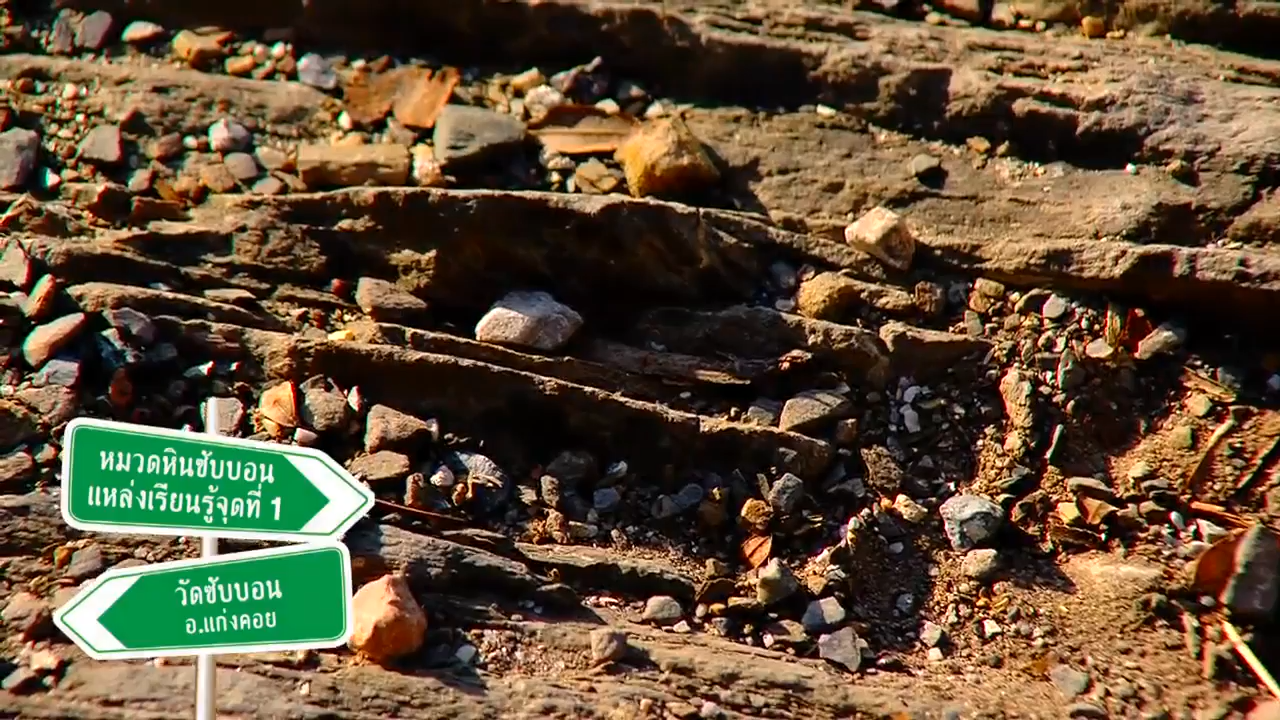 หมวดหินซับบอน
แหล่งเรียนรู้จุดที่ 1
วัดซับบอน
อ.แก่งคอย